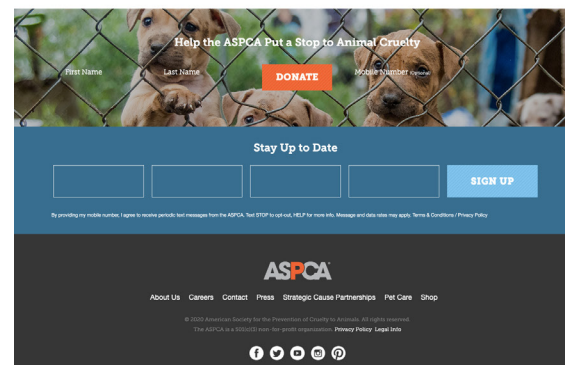 Help the ASPCA Put a Stop to Animal Cruelty
First Name Last Name DONATE Mobile Number (Optional)
Stay Up to Date
SIGN UP
By providing my mobile number, I agree to receive periodic text messages from the ASPCA. Text STOP to opt-out, HELP for more info. Message and data rates may apply. Terms & Conditions / Privacy Policy
ASPCA
About Us Careers Contact Press Strategic Cause Partnerships Pet Care Shop
© 2020 American Society for the Prevention of Cruelty to Animals. All rights reserved.
The ASPCA is a 501(c)(3) non-for-profit organization. Privacy Policy Legal Info